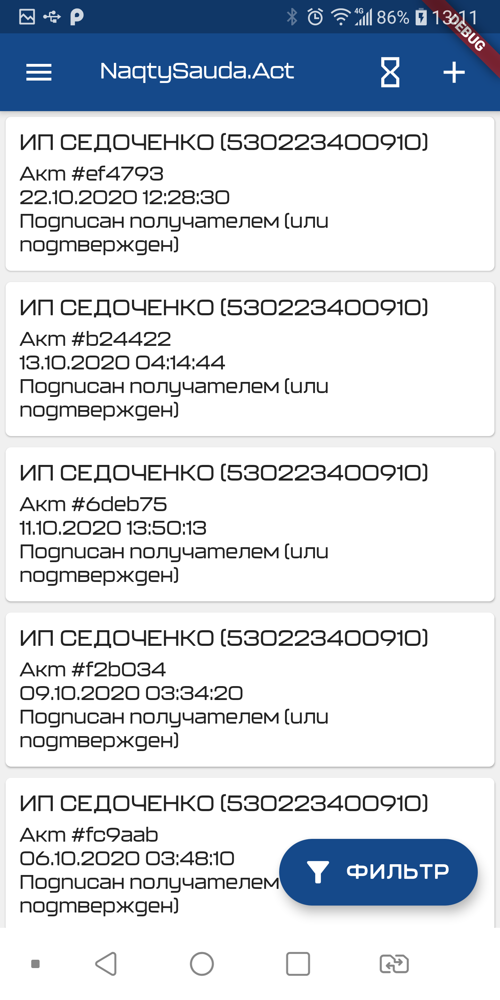 4G 86% 13:11
DEBUG
NaqtySauda.Act
ИП СЕДОЧЕНКО (530223400910)
Акт #ef4793
22.10.2020 12:28:30
Подписан получателем (или
подтвержден)
ИП СЕДОЧЕНКО (530223400910)
Акт #b24422
13.10.2020 04:14:44
Подписан получателем (или
подтвержден)
ИП СЕДОЧЕНКО (530223400910)
Акт #6deb75
11.10.2020 13:50:13
Подписан получателем (или
подтвержден)
ИП СЕДОЧЕНКО (530223400910)
Акт #f2b034
09.10.2020 03:34:20
Подписан получателем (или
подтвержден)
ИП СЕДОЧЕНКО (530223400910)
Акт #fc9aab
06.10.2020 03:48:10
Подписан получателем
подтвержден)
ФИЛЬТР